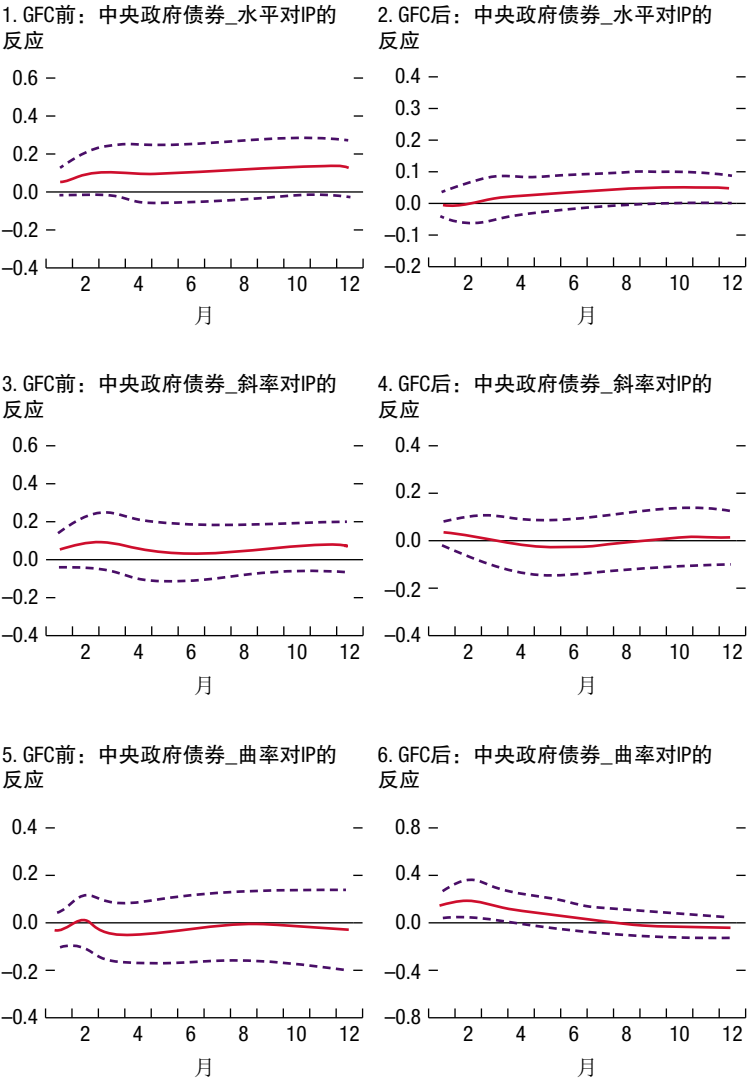 1. GFC前：中央政府债券_水平对IP的
反应
0.6
0.4
0.2
0.0
–0.2
–0.4
2 4 6 8 10 12
月
2. GFC后：中央政府债券_水平对IP的
反应
0.4
0.3
0.2
0.1
0.0
–0.1
–0.2
2 4 6 8 10 12
月
3. GFC前：中央政府债券_斜率对IP的
反应
0.6
0.4
0.2
0.0
–0.2
–0.4
2 4 6 8 10 12
月
4. GFC后：中央政府债券_斜率对IP的
反应
0.4
0.2
0.0
–0.2
–0.4
2 4 6 8 10 12
月
5. GFC前：中央政府债券_曲率对IP的
反应
0.4
0.2
0.0
–0.2
–0.4
2 4 6 8 10 12
月
6. GFC后：中央政府债券_曲率对IP的
反应
0.8
0.4
0.0
–0.4
–0.8
2 4 6 8 10 12
月